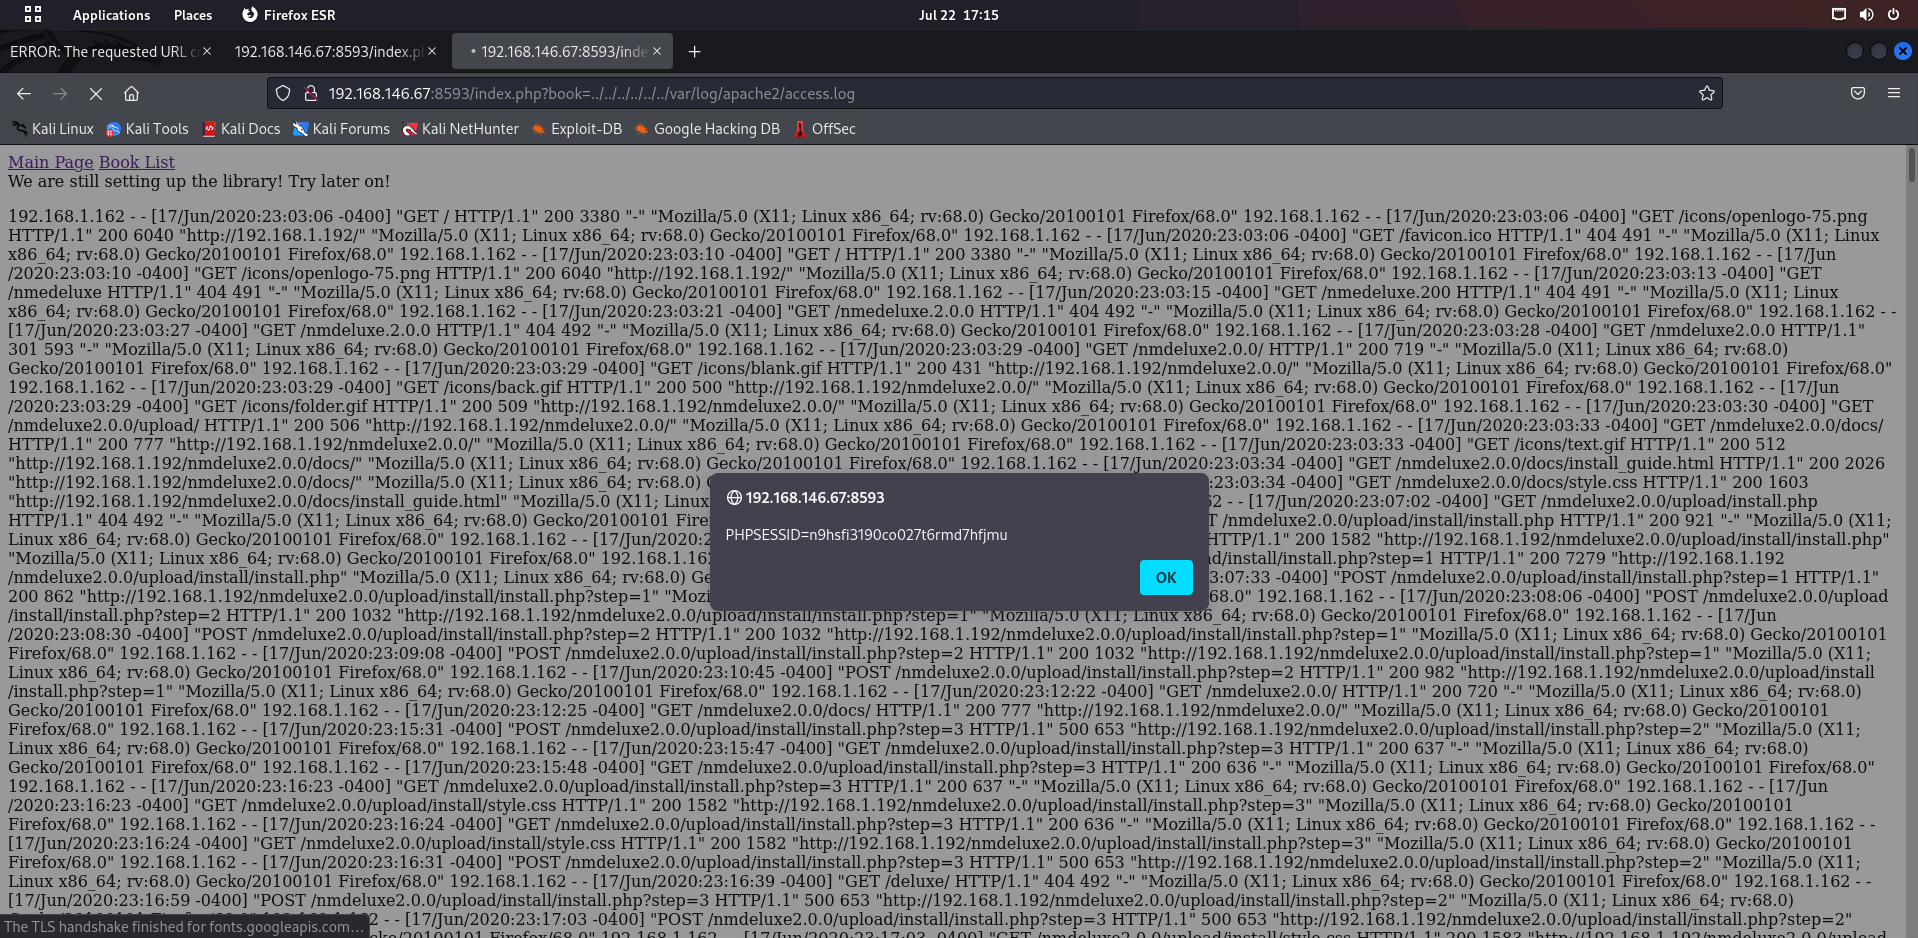 Applications Places Firefox ESR Jul 22 17:15
ERROR: The requested URL c 192.168.146.67:8593/index.p • 192.168.146.67:8593/inde
192.168.146.67:8593/index.php?book=../../../../../../var/log/apache2/access.log
Kali Linux Kali Tools Kali Docs Kali Forums Kali NetHunter Exploit-DB Google Hacking DB OffSec
Main Page Book List
We are still setting up the library! Try later on!
192.168.1.162 - - [17/Jun/2020:23:03:06 -0400] "GET / HTTP/1.1" 200 3380 "-" "Mozilla/5.0 (X11; Linux x86_64; rv:68.0) Gecko/20100101 Firefox/68.0" 192.168.1.162 - - [17/Jun/2020:23:03:06 -0400] "GET /icons/openlogo-75.png
HTTP/1.1" 200 6040 "http://192.168.1.192/" "Mozilla/5.0 (X11; Linux x86_64; rv:68.0) Gecko/20100101 Firefox/68.0" 192.168.1.162 - - [17/Jun/2020:23:03:06 -0400] "GET /favicon.ico HTTP/1.1" 404 491 "-" "Mozilla/5.0 (X11; Linux
x86_64; rv:68.0) Gecko/20100101 Firefox/68.0" 192.168.1.162 - - [17/Jun/2020:23:03:10 -0400] "GET / HTTP/1.1" 200 3380 "-" "Mozilla/5.0 (X11; Linux x86_64; rv:68.0) Gecko/20100101 Firefox/68.0" 192.168.1.162 - - [17/Jun
/2020:23:03:10 -0400] "GET /icons/openlogo-75.png HTTP/1.1" 200 6040 "http://192.168.1.192/" "Mozilla/5.0 (X11; Linux x86_64; rv:68.0) Gecko/20100101 Firefox/68.0" 192.168.1.162 - - [17/Jun/2020:23:03:13 -0400] "GET
/nmedeluxe HTTP/1.1" 404 491 "-" "Mozilla/5.0 (X11; Linux x86_64; rv:68.0) Gecko/20100101 Firefox/68.0" 192.168.1.162 - - [17/Jun/2020:23:03:15 -0400] "GET /nmedeluxe.200 HTTP/1.1" 404 491 "-" "Mozilla/5.0 (X11; Linux
x86_64; rv:68.0) Gecko/20100101 Firefox/68.0" 192.168.1.162 - - [17/Jun/2020:23:03:21 -0400] "GET /nmedeluxe.2.0.0 HTTP/1.1" 404 492 "-" "Mozilla/5.0 (X11; Linux x86_64; rv:68.0) Gecko/20100101 Firefox/68.0" 192.168.1.162 - -
[17/Jun/2020:23:03:27 -0400] "GET /nmdeluxe.2.0.0 HTTP/1.1" 404 492 "-" "Mozilla/5.0 (X11; Linux x86_64; rv:68.0) Gecko/20100101 Firefox/68.0" 192.168.1.162 - - [17/Jun/2020:23:03:28 -0400] "GET /nmdeluxe2.0.0 HTTP/1.1"
301 593 "-" "Mozilla/5.0 (X11; Linux x86_64; rv:68.0) Gecko/20100101 Firefox/68.0" 192.168.1.162 - - [17/Jun/2020:23:03:29 -0400] "GET /nmdeluxe2.0.0/ HTTP/1.1" 200 719 "-" "Mozilla/5.0 (X11; Linux x86_64; rv:68.0)
Gecko/20100101 Firefox/68.0" 192.168.1.162 - - [17/Jun/2020:23:03:29 -0400] "GET /icons/blank.gif HTTP/1.1" 200 431 "http://192.168.1.192/nmdeluxe2.0.0/" "Mozilla/5.0 (X11; Linux x86_64; rv:68.0) Gecko/20100101 Firefox/68.0"
192.168.1.162 - - [17/Jun/2020:23:03:29 -0400] "GET /icons/back.gif HTTP/1.1" 200 500 "http://192.168.1.192/nmdeluxe2.0.0/" "Mozilla/5.0 (X11; Linux x86_64; rv:68.0) Gecko/20100101 Firefox/68.0" 192.168.1.162 - - [17/Jun
/2020:23:03:29 -0400] "GET /icons/folder.gif HTTP/1.1" 200 509 "http://192.168.1.192/nmdeluxe2.0.0/" "Mozilla/5.0 (X11; Linux x86_64; rv:68.0) Gecko/20100101 Firefox/68.0" 192.168.1.162 - - [17/Jun/2020:23:03:30 -0400] "GET
/nmdeluxe2.0.0/upload/ HTTP/1.1" 200 506 "http://192.168.1.192/nmdeluxe2.0.0/" "Mozilla/5.0 (X11; Linux x86_64; rv:68.0) Gecko/20100101 Firefox/68.0" 192.168.1.162 - - [17/Jun/2020:23:03:33 -0400] "GET /nmdeluxe2.0.0/docs/
HTTP/1.1" 200 777 "http://192.168.1.192/nmdeluxe2.0.0/" "Mozilla/5.0 (X11; Linux x86_64; rv:68.0) Gecko/20100101 Firefox/68.0" 192.168.1.162 - - [17/Jun/2020:23:03:33 -0400] "GET /icons/text.gif HTTP/1.1" 200 512
"http://192.168.1.192/nmdeluxe2.0.0/docs/" "Mozilla/5.0 (X11; Linux x86_64; rv:68.0) Gecko/20100101 Firefox/68.0" 192.168.1.162 - - [17/Jun/2020:23:03:34 -0400] "GET /nmdeluxe2.0.0/docs/install_guide.html HTTP/1.1" 200 2026
"http://192.168.1.192/nmdeluxe2.0.0/docs/" "Mozilla/5.0 (X11; Linux x86_64; rv:68.0) 23:03:34 -0400] "GET /nmdeluxe2.0.0/docs/style.css HTTP/1.1" 200 1603
"http://192.168.1.192/nmdeluxe2.0.0/docs/install_guide.html" "Mozilla/5.0 (X11; Linux - - [17/Jun/2020:23:07:02 -0400] "GET /nmdeluxe2.0.0/upload/install.php
HTTP/1.1" 404 492 "-" "Mozilla/5.0 (X11; Linux x86_64; rv:68.0) Gecko/20100101 /nmdeluxe2.0.0/upload/install/install.php HTTP/1.1" 200 921 "-" "Mozilla/5.0 (X11; Linux x86_64; rv:68.0)
Gecko/20100101 Firefox/68.0" 192.168.1.162 - - [17/Jun HTTP/1.1" 200 1582 "http://192.168.1.192/nmdeluxe2.0.0/upload/install/install.php"
"Mozilla/5.0 (X11; Linux x86_64; rv:68.0) Gecko/20100101 Firefox/68.0" /install.php?step=1 HTTP/1.1" 200 7279 "http://192.168.1.192
/nmdeluxe2.0.0/upload/install/install.php" "Mozilla/5.0 (X11; Linux x86_64; rv:68.0) 3:07:33 -0400] "POST /nmdeluxe2.0.0/upload/install/install.php?step=1 HTTP/1.1"
200 862 "http://192.168.1.192/nmdeluxe2.0.0/upload/install/install.php?step=1" 68.0" 192.168.1.162 - - [17/Jun/2020:23:08:06 -0400] "POST /nmdeluxe2.0.0/upload
/install/install.php?step=2 HTTP/1.1" 200 1032 "http://192.168.1.192/nmdeluxe2.0.0/upload/install/install.php?step=1" "Mozilla/5.0 (X11; Linux x86_64; rv:68.0) Gecko/20100101 Firefox/68.0" 192.168.1.162 - - [17/Jun
192.168.146.67:8593
PHPSESSID=n9hsfi3190co027t6rmd7hfjmu
OK
/2020:23:08:30 -0400] "POST /nmdeluxe2.0.0/upload/install/install.php?step=2 HTTP/1.1" 200 1032 "http://192.168.1.192/nmdeluxe2.0.0/upload/install/install.php?step=1" "Mozilla/5.0 (X11; Linux x86_64; rv:68.0) Gecko/20100101
Firefox/68.0" 192.168.1.162 - - [17/Jun/2020:23:09:08 -0400] "POST /nmdeluxe2.0.0/upload/install/install.php?step=2 HTTP/1.1" 200 1032 "http://192.168.1.192/nmdeluxe2.0.0/upload/install/install.php?step=1" "Mozilla/5.0 (X11;
Linux x86_64; rv:68.0) Gecko/20100101 Firefox/68.0" 192.168.1.162 - - [17/Jun/2020:23:10:45 -0400] "POST /nmdeluxe2.0.0/upload/install/install.php?step=2 HTTP/1.1" 200 982 "http://192.168.1.192/nmdeluxe2.0.0/upload/install
/install.php?step=1" "Mozilla/5.0 (X11; Linux x86_64; rv:68.0) Gecko/20100101 Firefox/68.0" 192.168.1.162 - - [17/Jun/2020:23:12:22 -0400] "GET /nmdeluxe2.0.0/ HTTP/1.1" 200 720 "-" "Mozilla/5.0 (X11; Linux x86_64; rv:68.0)
Gecko/20100101 Firefox/68.0" 192.168.1.162 - - [17/Jun/2020:23:12:25 -0400] "GET /nmdeluxe2.0.0/docs/ HTTP/1.1" 200 777 "http://192.168.1.192/nmdeluxe2.0.0/" "Mozilla/5.0 (X11; Linux x86_64; rv:68.0) Gecko/20100101
Firefox/68.0" 192.168.1.162 - - [17/Jun/2020:23:15:31 -0400] "POST /nmdeluxe2.0.0/upload/install/install.php?step=3 HTTP/1.1" 500 653 "http://192.168.1.192/nmdeluxe2.0.0/upload/install/install.php?step=2" "Mozilla/5.0 (X11;
Linux x86_64; rv:68.0) Gecko/20100101 Firefox/68.0" 192.168.1.162 - - [17/Jun/2020:23:15:47 -0400] "GET /nmdeluxe2.0.0/upload/install/install.php?step=3 HTTP/1.1" 200 637 "-" "Mozilla/5.0 (X11; Linux x86_64; rv:68.0)
Gecko/20100101 Firefox/68.0" 192.168.1.162 - - [17/Jun/2020:23:15:48 -0400] "GET /nmdeluxe2.0.0/upload/install/install.php?step=3 HTTP/1.1" 200 636 "-" "Mozilla/5.0 (X11; Linux x86_64; rv:68.0) Gecko/20100101 Firefox/68.0"
192.168.1.162 - - [17/Jun/2020:23:16:23 -0400] "GET /nmdeluxe2.0.0/upload/install/install.php?step=3 HTTP/1.1" 200 637 "-" "Mozilla/5.0 (X11; Linux x86_64; rv:68.0) Gecko/20100101 Firefox/68.0" 192.168.1.162 - - [17/Jun
/2020:23:16:23 -0400] "GET /nmdeluxe2.0.0/upload/install/style.css HTTP/1.1" 200 1582 "http://192.168.1.192/nmdeluxe2.0.0/upload/install/install.php?step=3" "Mozilla/5.0 (X11; Linux x86_64; rv:68.0) Gecko/20100101
Firefox/68.0" 192.168.1.162 - - [17/Jun/2020:23:16:24 -0400] "GET /nmdeluxe2.0.0/upload/install/install.php?step=3 HTTP/1.1" 200 636 "-" "Mozilla/5.0 (X11; Linux x86_64; rv:68.0) Gecko/20100101 Firefox/68.0" 192.168.1.162 - -
[17/Jun/2020:23:16:24 -0400] "GET /nmdeluxe2.0.0/upload/install/style.css HTTP/1.1" 200 1582 "http://192.168.1.192/nmdeluxe2.0.0/upload/install/install.php?step=3" "Mozilla/5.0 (X11; Linux x86_64; rv:68.0) Gecko/20100101
Firefox/68.0" 192.168.1.162 - - [17/Jun/2020:23:16:31 -0400] "POST /nmdeluxe2.0.0/upload/install/install.php?step=3 HTTP/1.1" 500 653 "http://192.168.1.192/nmdeluxe2.0.0/upload/install/install.php?step=2" "Mozilla/5.0 (X11;
Linux x86_64; rv:68.0) Gecko/20100101 Firefox/68.0" 192.168.1.162 - - [17/Jun/2020:23:16:39 -0400] "GET /deluxe/ HTTP/1.1" 404 492 "-" "Mozilla/5.0 (X11; Linux x86_64; rv:68.0) Gecko/20100101 Firefox/68.0" 192.168.1.162 - -
[17/Jun/2020:23:16:59 -0400] "POST /nmdeluxe2.0.0/upload/install/install.php?step=3 HTTP/1.1" 500 653 "http://192.168.1.192/nmdeluxe2.0.0/upload/install/install.php?step=2" "Mozilla/5.0 (X11; Linux x86_64; rv:68.0)
- - [17/Jun/2020:23:17:03 -0400] "POST /nmdeluxe2.0.0/upload/install/install.php?step=3 HTTP/1.1" 500 653 "http://192.168.1.192/nmdeluxe2.0.0/upload/install/install.php?step=2"
The TLS handshake finished for fonts.googleapis.com…